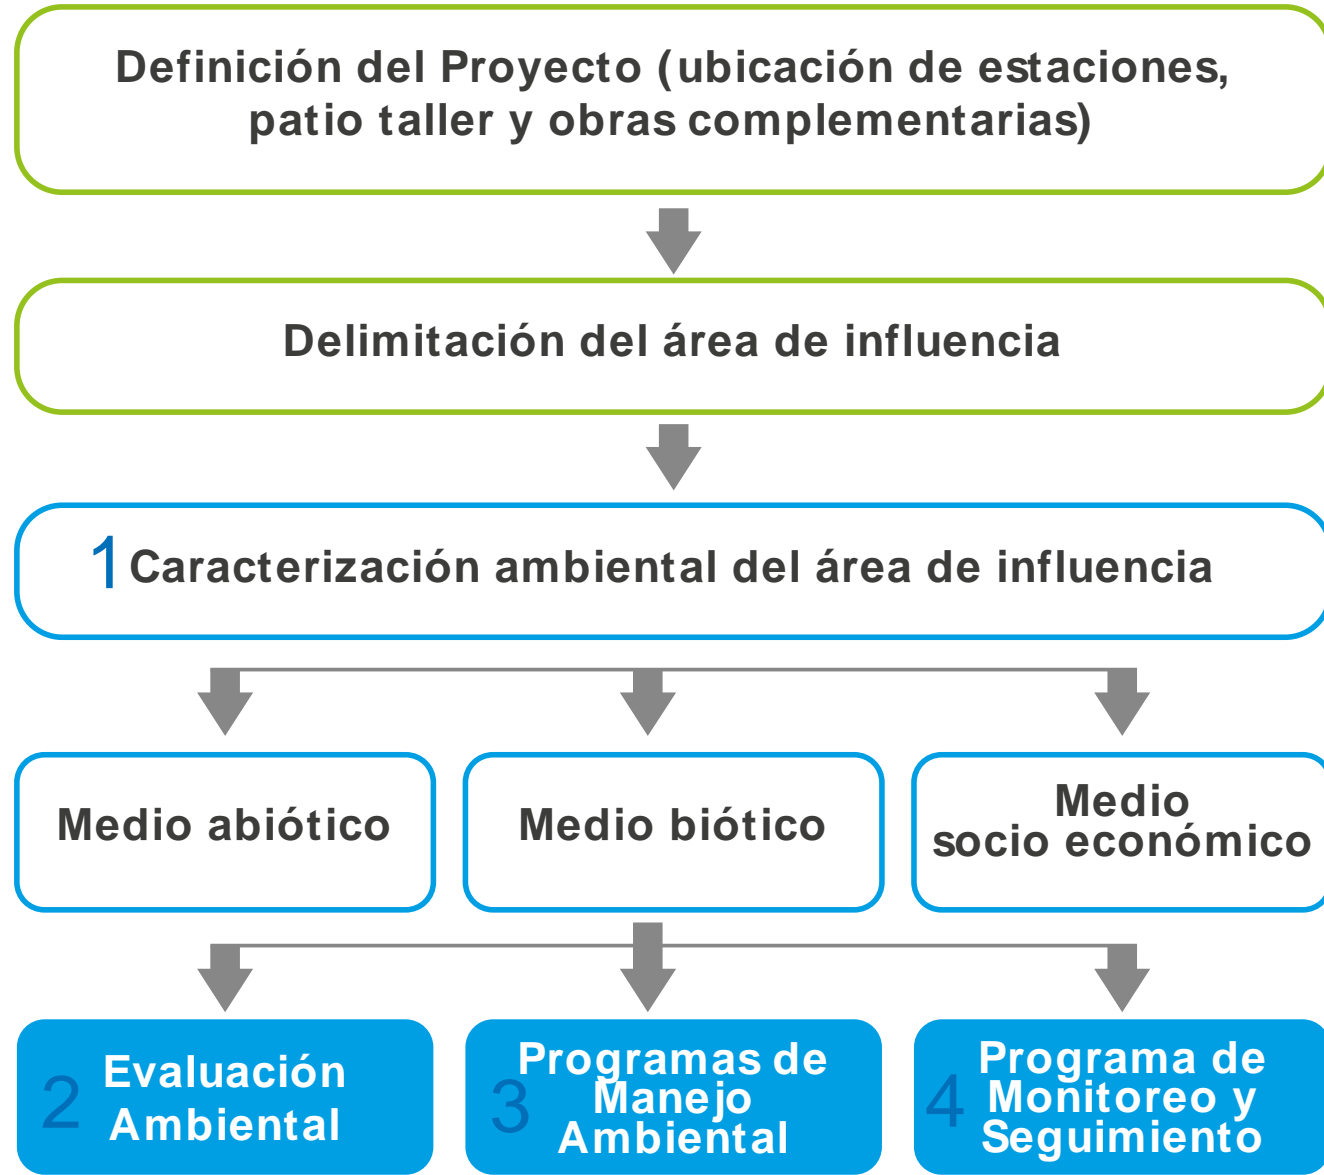 Definición del Proyecto (ubicación de estaciones,
patio taller y obras complementarias)
Delimitación del área de influencia
1 Caracterización ambiental del área de influencia
Medio abiótico
Medio biótico
Medio
socio económico
2 Evaluación
Ambiental
3 Programas de
Manejo
Ambiental
4 Programa de
Monitoreo y
Seguimiento